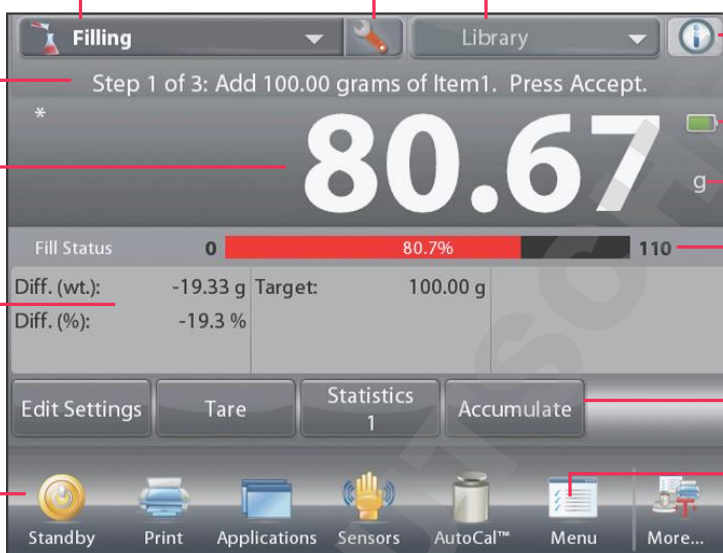 Filling Library
Step 1 of 3: Add 100.00 grams of Item1. Press Accept.
*
80.67
g
Fill Status 0 80.7% 110
Diff. (wt.): -19.33 g Target: 100.00 g
Diff. (%): -19.3 %
Edit Settings Tare Statistics 1 Accumulate
Standby Print Applications Sensors AutoCal™ Menu More...